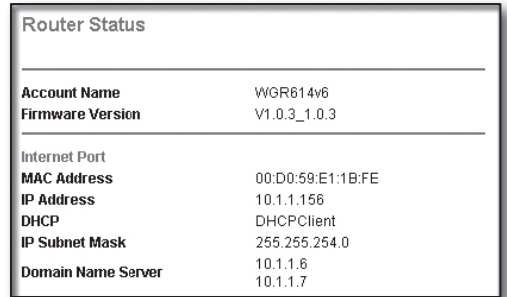 Router Status
Account Name WGR614v6
Firmware Version V1.0.3_1.0.3
Internet Port
MAC Address 00:D0:59:E1:1B:FE
IP Address 10.1.1.156
DHCP DHCPClient
IP Subnet Mask 255.255.254.0
Domain Name Server 10.1.1.6
10.1.1.7